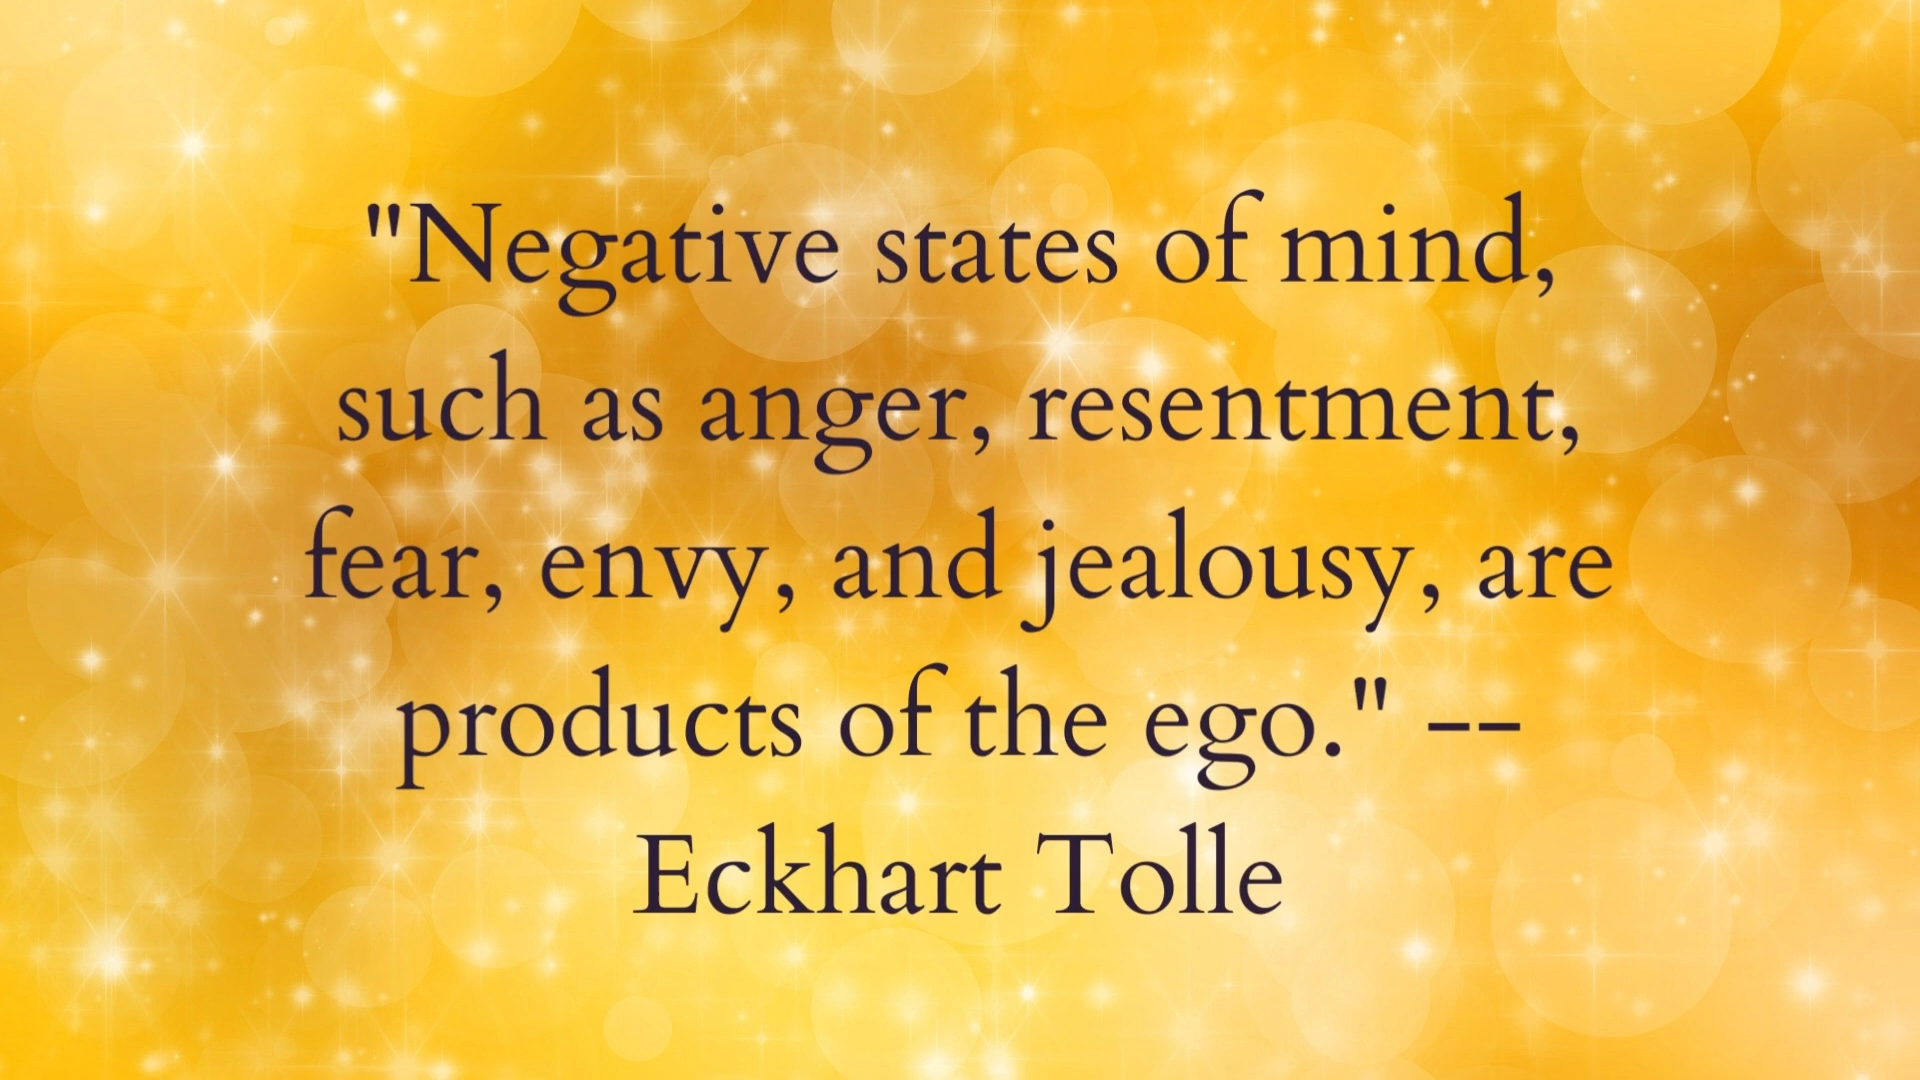 "Negative states of mind,
such as anger, resentment,
fear, envy, and jealousy, are
products of the ego." --
Eckhart Tolle